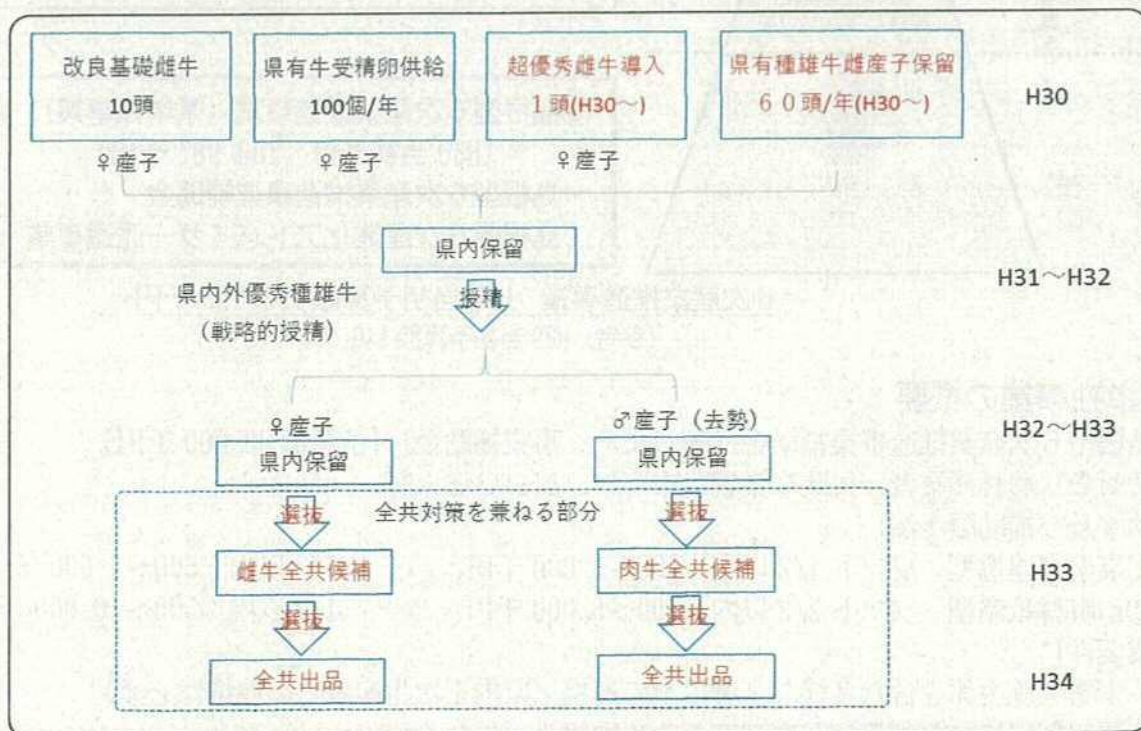 改良基礎雌牛
10頭
県有牛受精卵供給
100個/年
超優秀雌牛導入
1頭(H30～)
県有種雄牛雌産子保留
６０頭/年(H30～)
H30
♀産子
♀産子
♀産子
県内保留
授精
県内外優秀種雄牛
（戦略的授精）
H31～H32
♀産子
♂産子（去勢）
H32～H33
県内保留
県内保留
選抜
全共対策を兼ねる部分
選抜
雌牛全共候補
肉牛全共候補
H33
選抜
選抜
全共出品
全共出品
H34